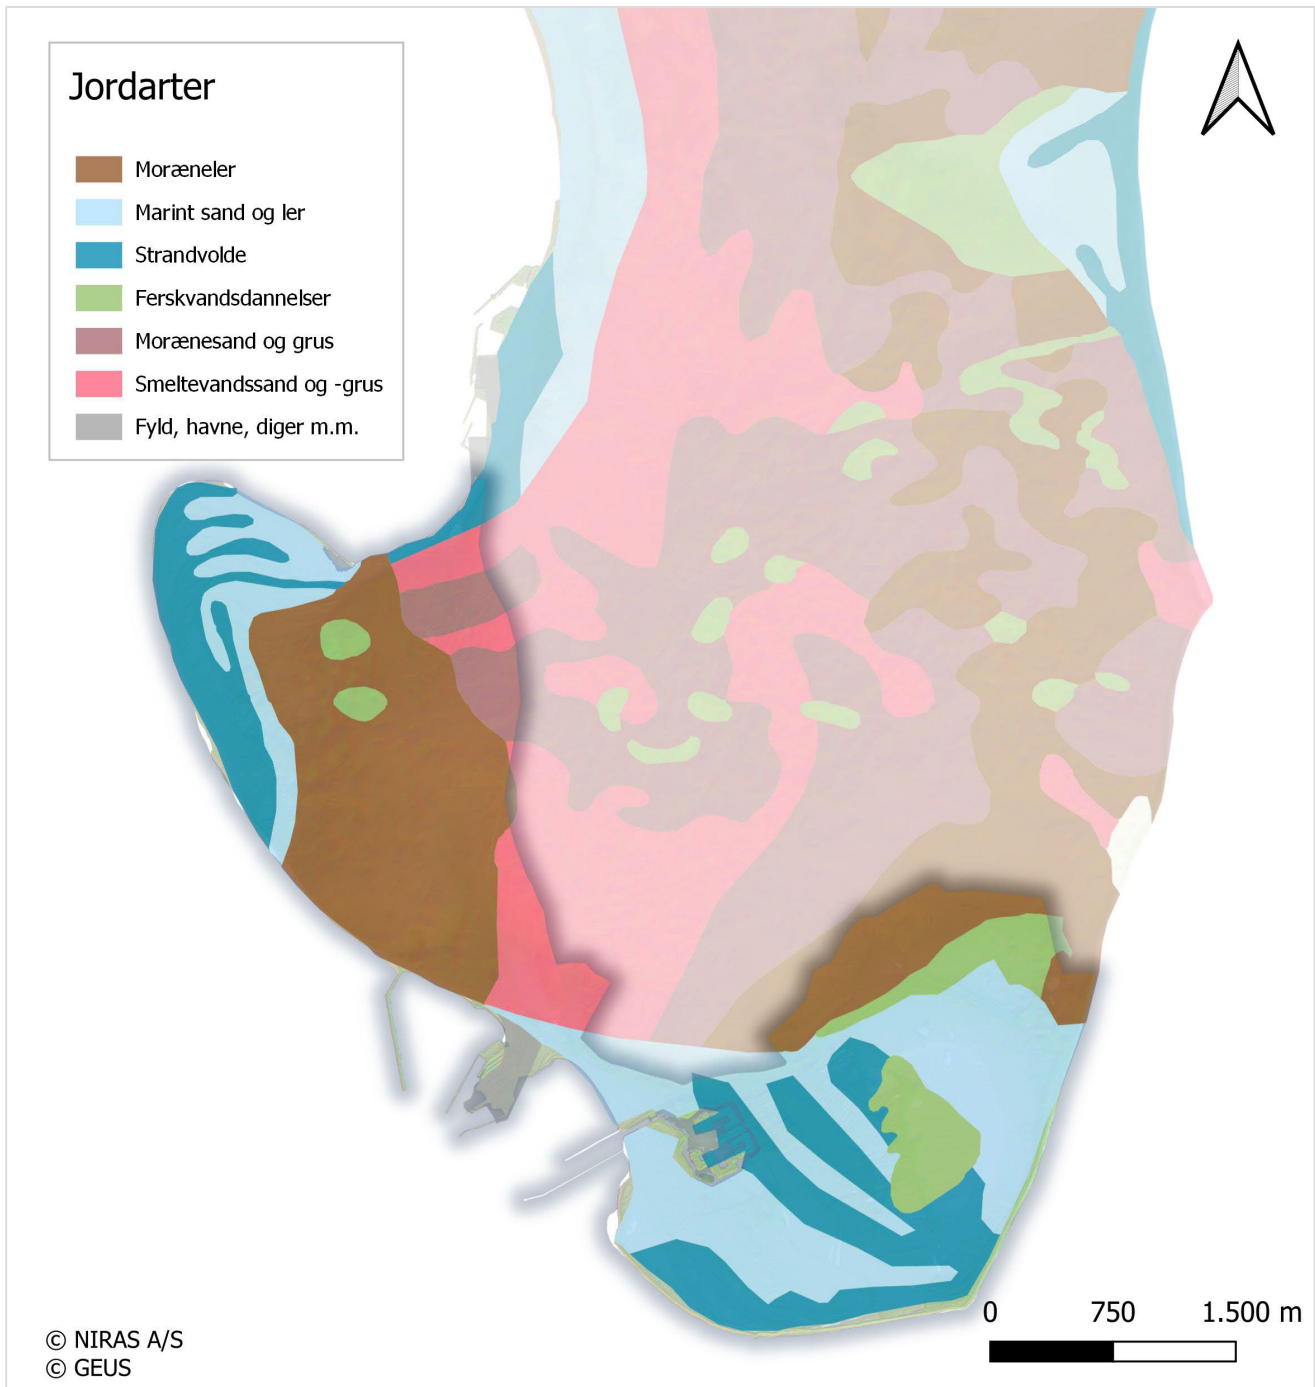 Jordarter
Moræneler
Marint sand og ler
Strandvolde
Ferskvandsdannelser
Morænesand og grus
Smeltevandssand og -grus
Fyld, havne, diger m.m.
0 750 1.500 m
© NIRAS A/S
© GEUS